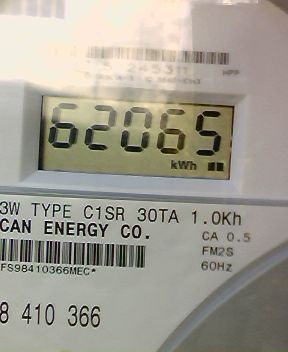 245311
62065
kWh
3W TYPE C1SR 30TA 1.0Kh
CAN ENERGY CO.
CA 0.5
FM2S
60Hz
FS98410366MEC*
8 410 366